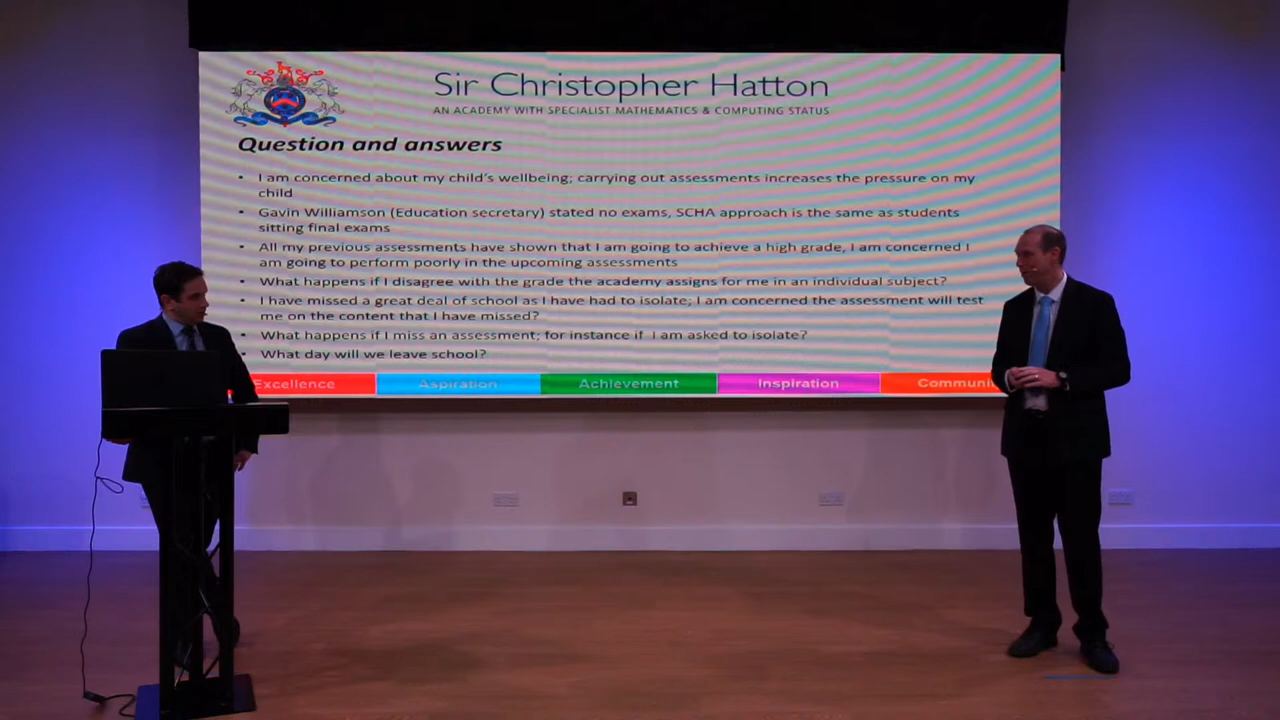 Sir Christopher Hatton
AN ACADEMY WITH SPECIALIST MATHEMATICS & COMPUTING STATUS
Question and answers
• I am concerned about my child's wellbeing; carrying out assessments increases the pressure on my
child
• Gavin Williamson (Education secretary) stated no exams, SCHA approach is the same as students
sitting final exams
• All my previous assessments have shown that I am going to achieve a high grade, I am concerned I
am going to perform poorly in the upcoming assessments
• What happens if I disagree with the grade the academy assigns for me in an individual subject?
• I have missed a great deal of school as I have had to isolate; I am concerned the assessment will test
me on the content that I have missed?
• What happens if I miss an assessment; for instance if I am asked to isolate?
• What day will we leave school?
Excellence Aspiration Achievement Inspiration Communi